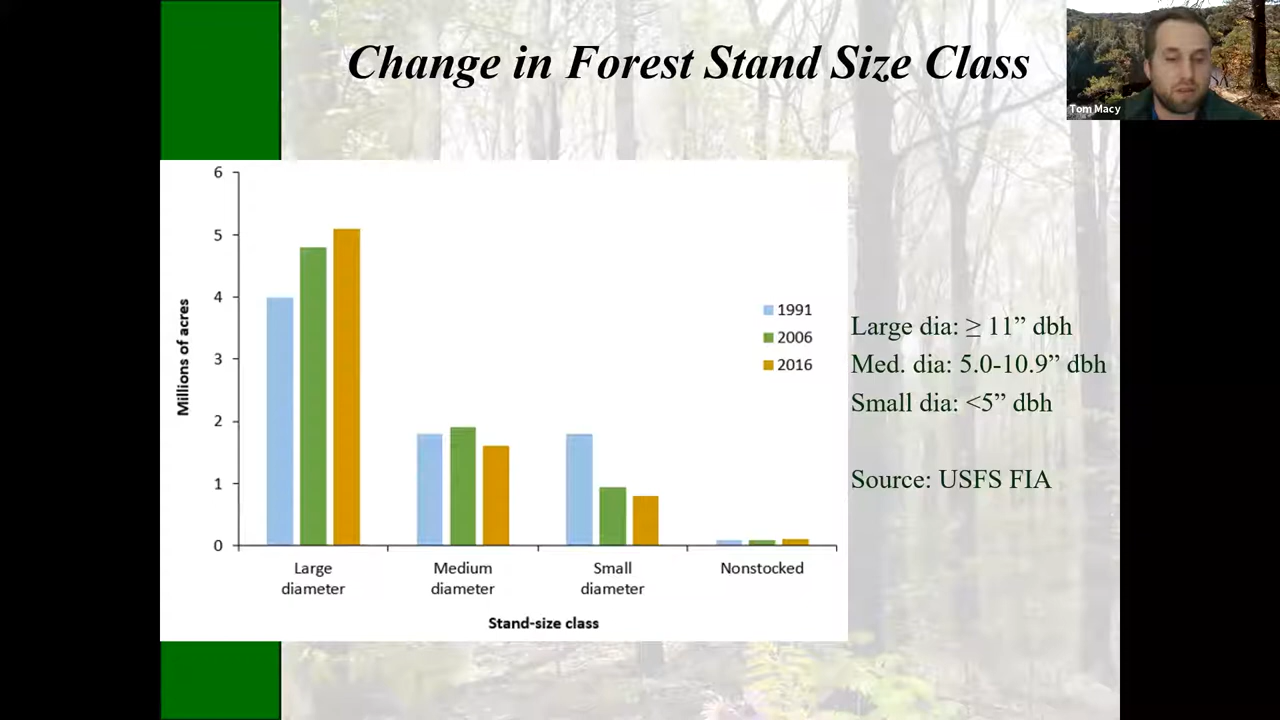 Change in Forest Stand Size Class
Tom Macy
6
5
4
3
2
1
0
Millions of acres
1991
2006
2016
Large
diameter
Medium
diameter
Small
diameter
Nonstocked
Stand-size class
Large dia: ≥ 11” dbh
Med. dia: 5.0-10.9” dbh
Small dia: <5” dbh
Source: USFS FIA